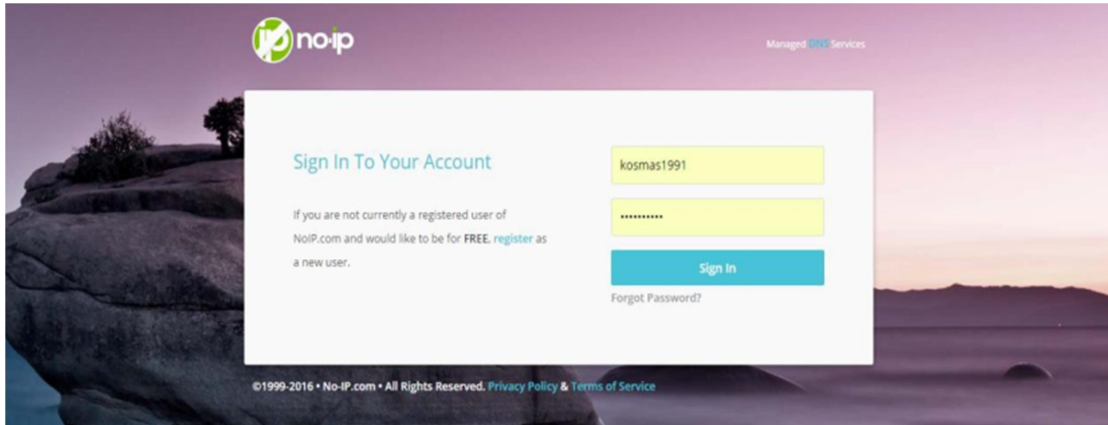 no·ip
Managed DNS Services
Sign In To Your Account
kosmas1991
••••••••••
If you are not currently a registered user of
NoIP.com and would like to be for FREE, register as
a new user.
Sign In
Forgot Password?
©1999-2016 • No-IP.com • All Rights Reserved. Privacy Policy & Terms of Service